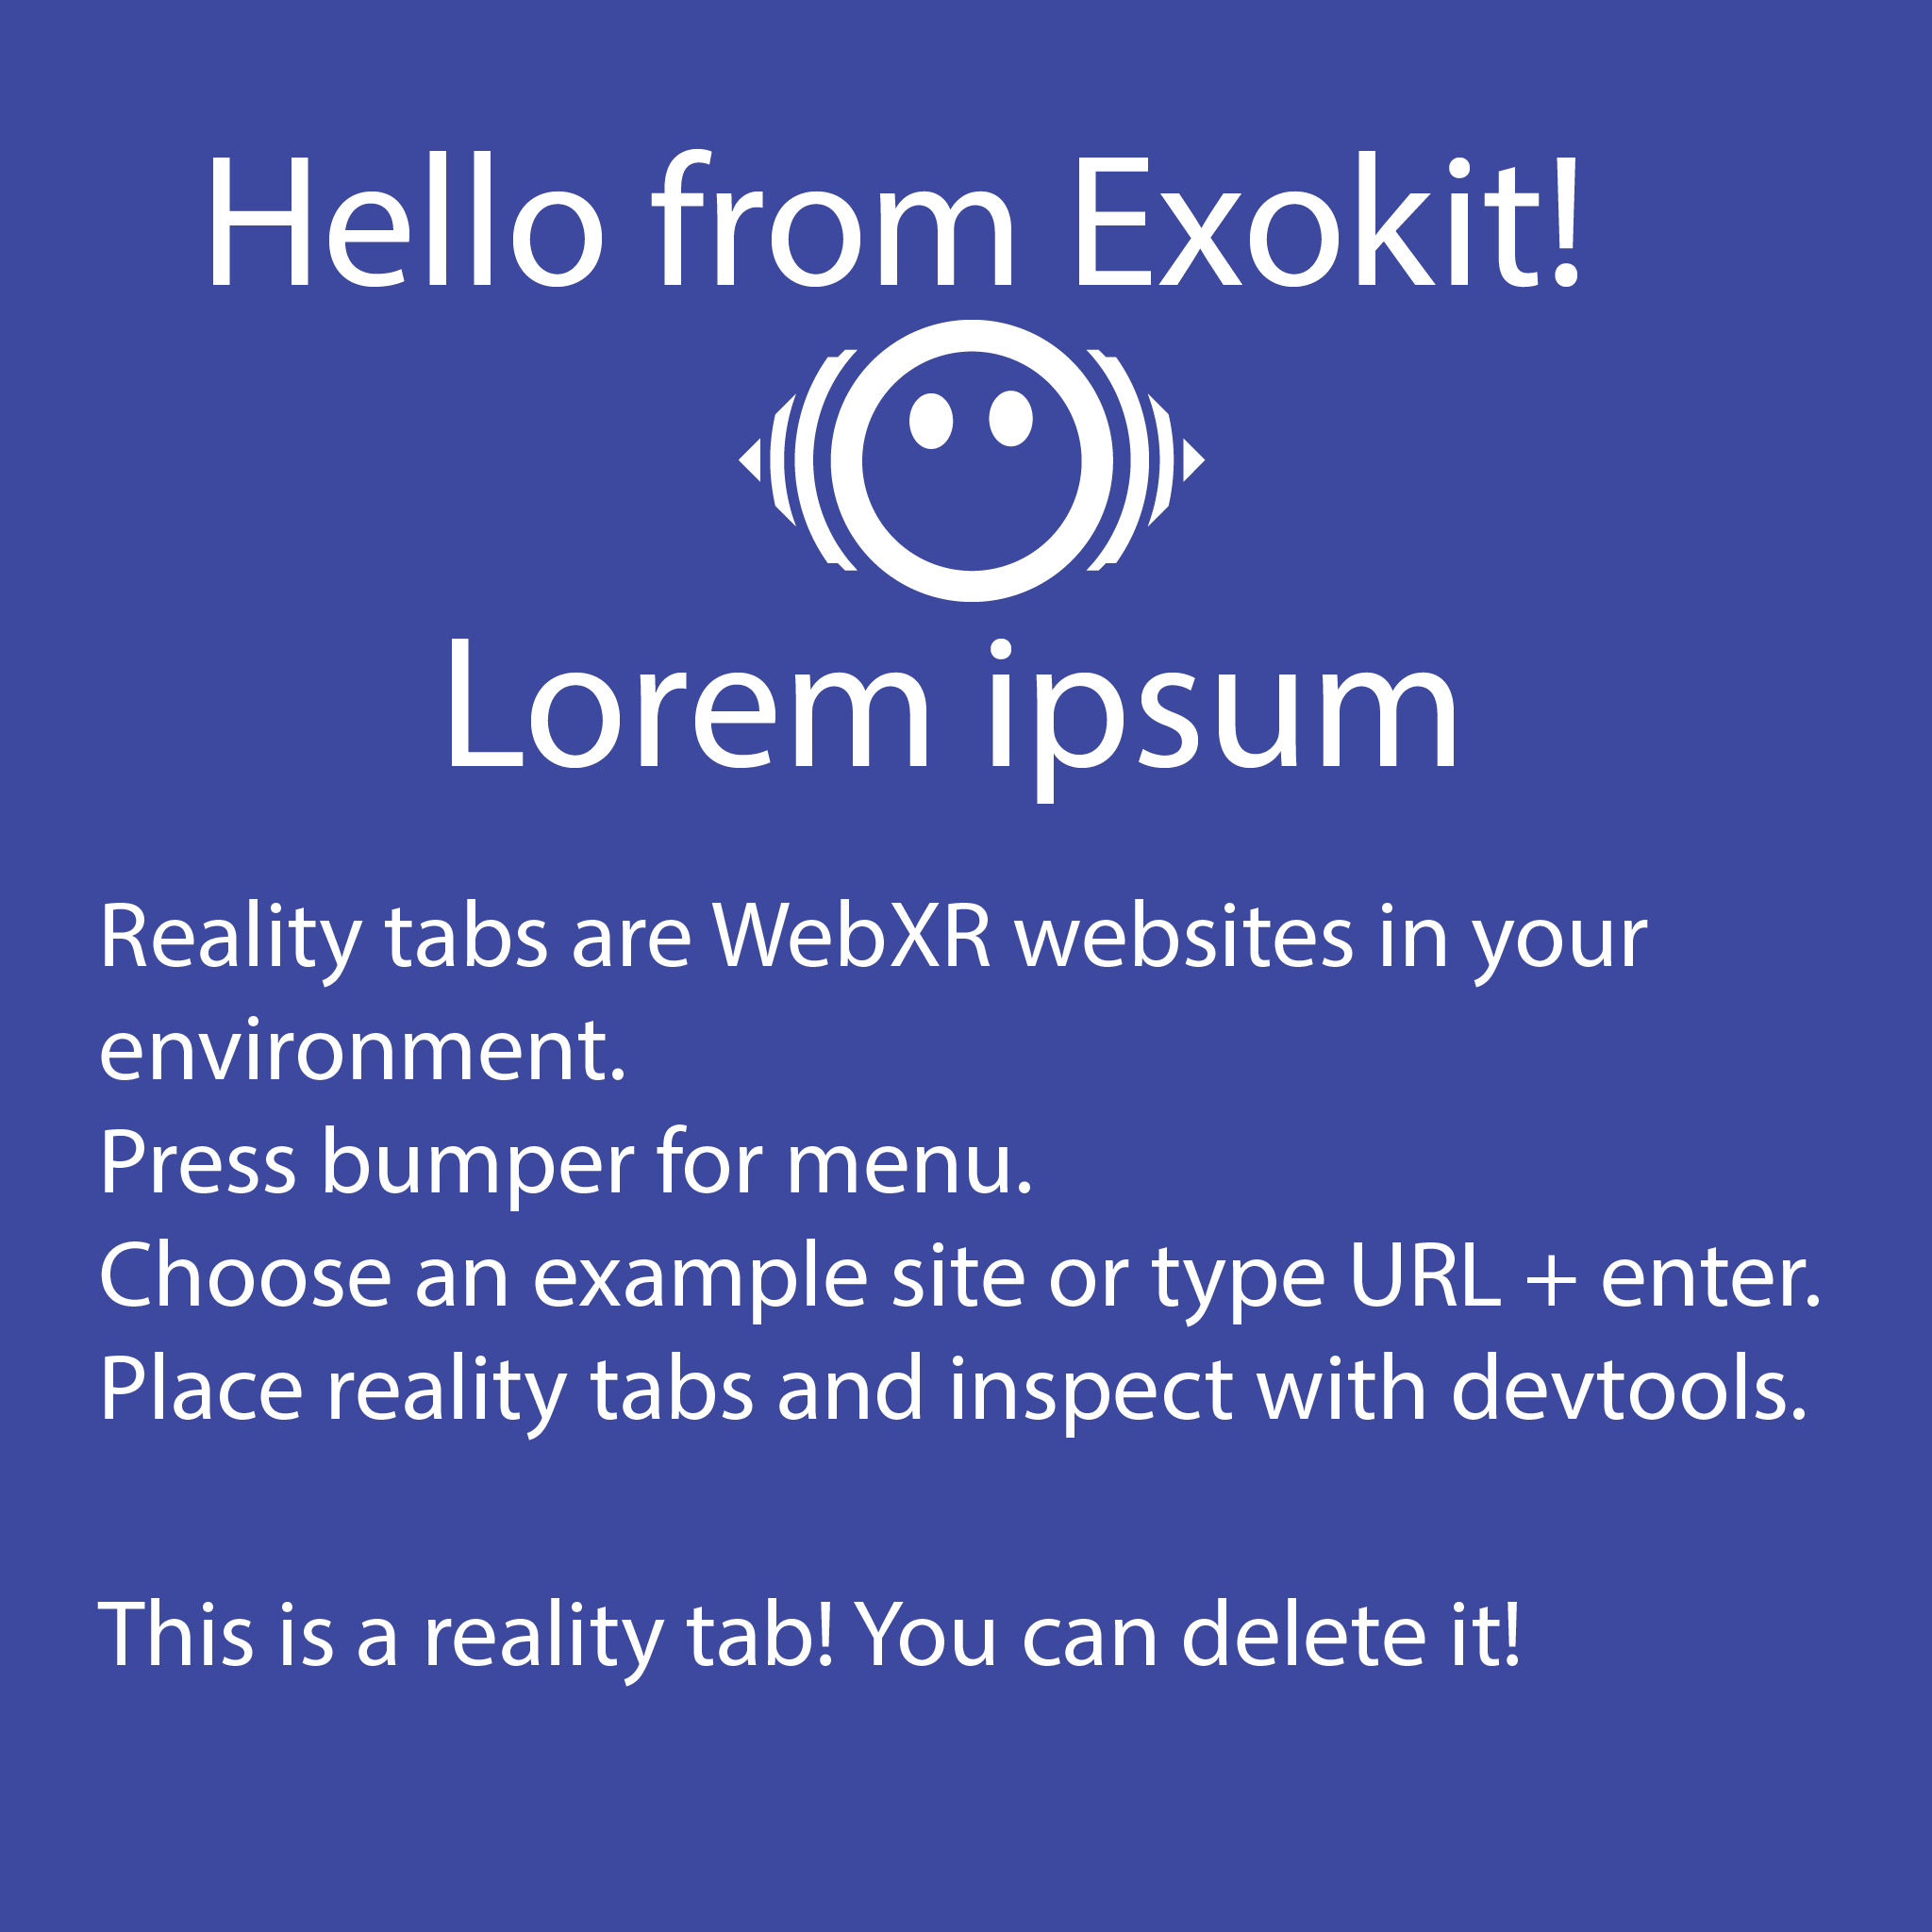 Hello from Exokit!
Lorem ipsum
Reality tabs are WebXR websites in your
environment.
Press bumper for menu.
Choose an example site or type URL + enter.
Place reality tabs and inspect with devtools.
This is a reality tab! You can delete it!